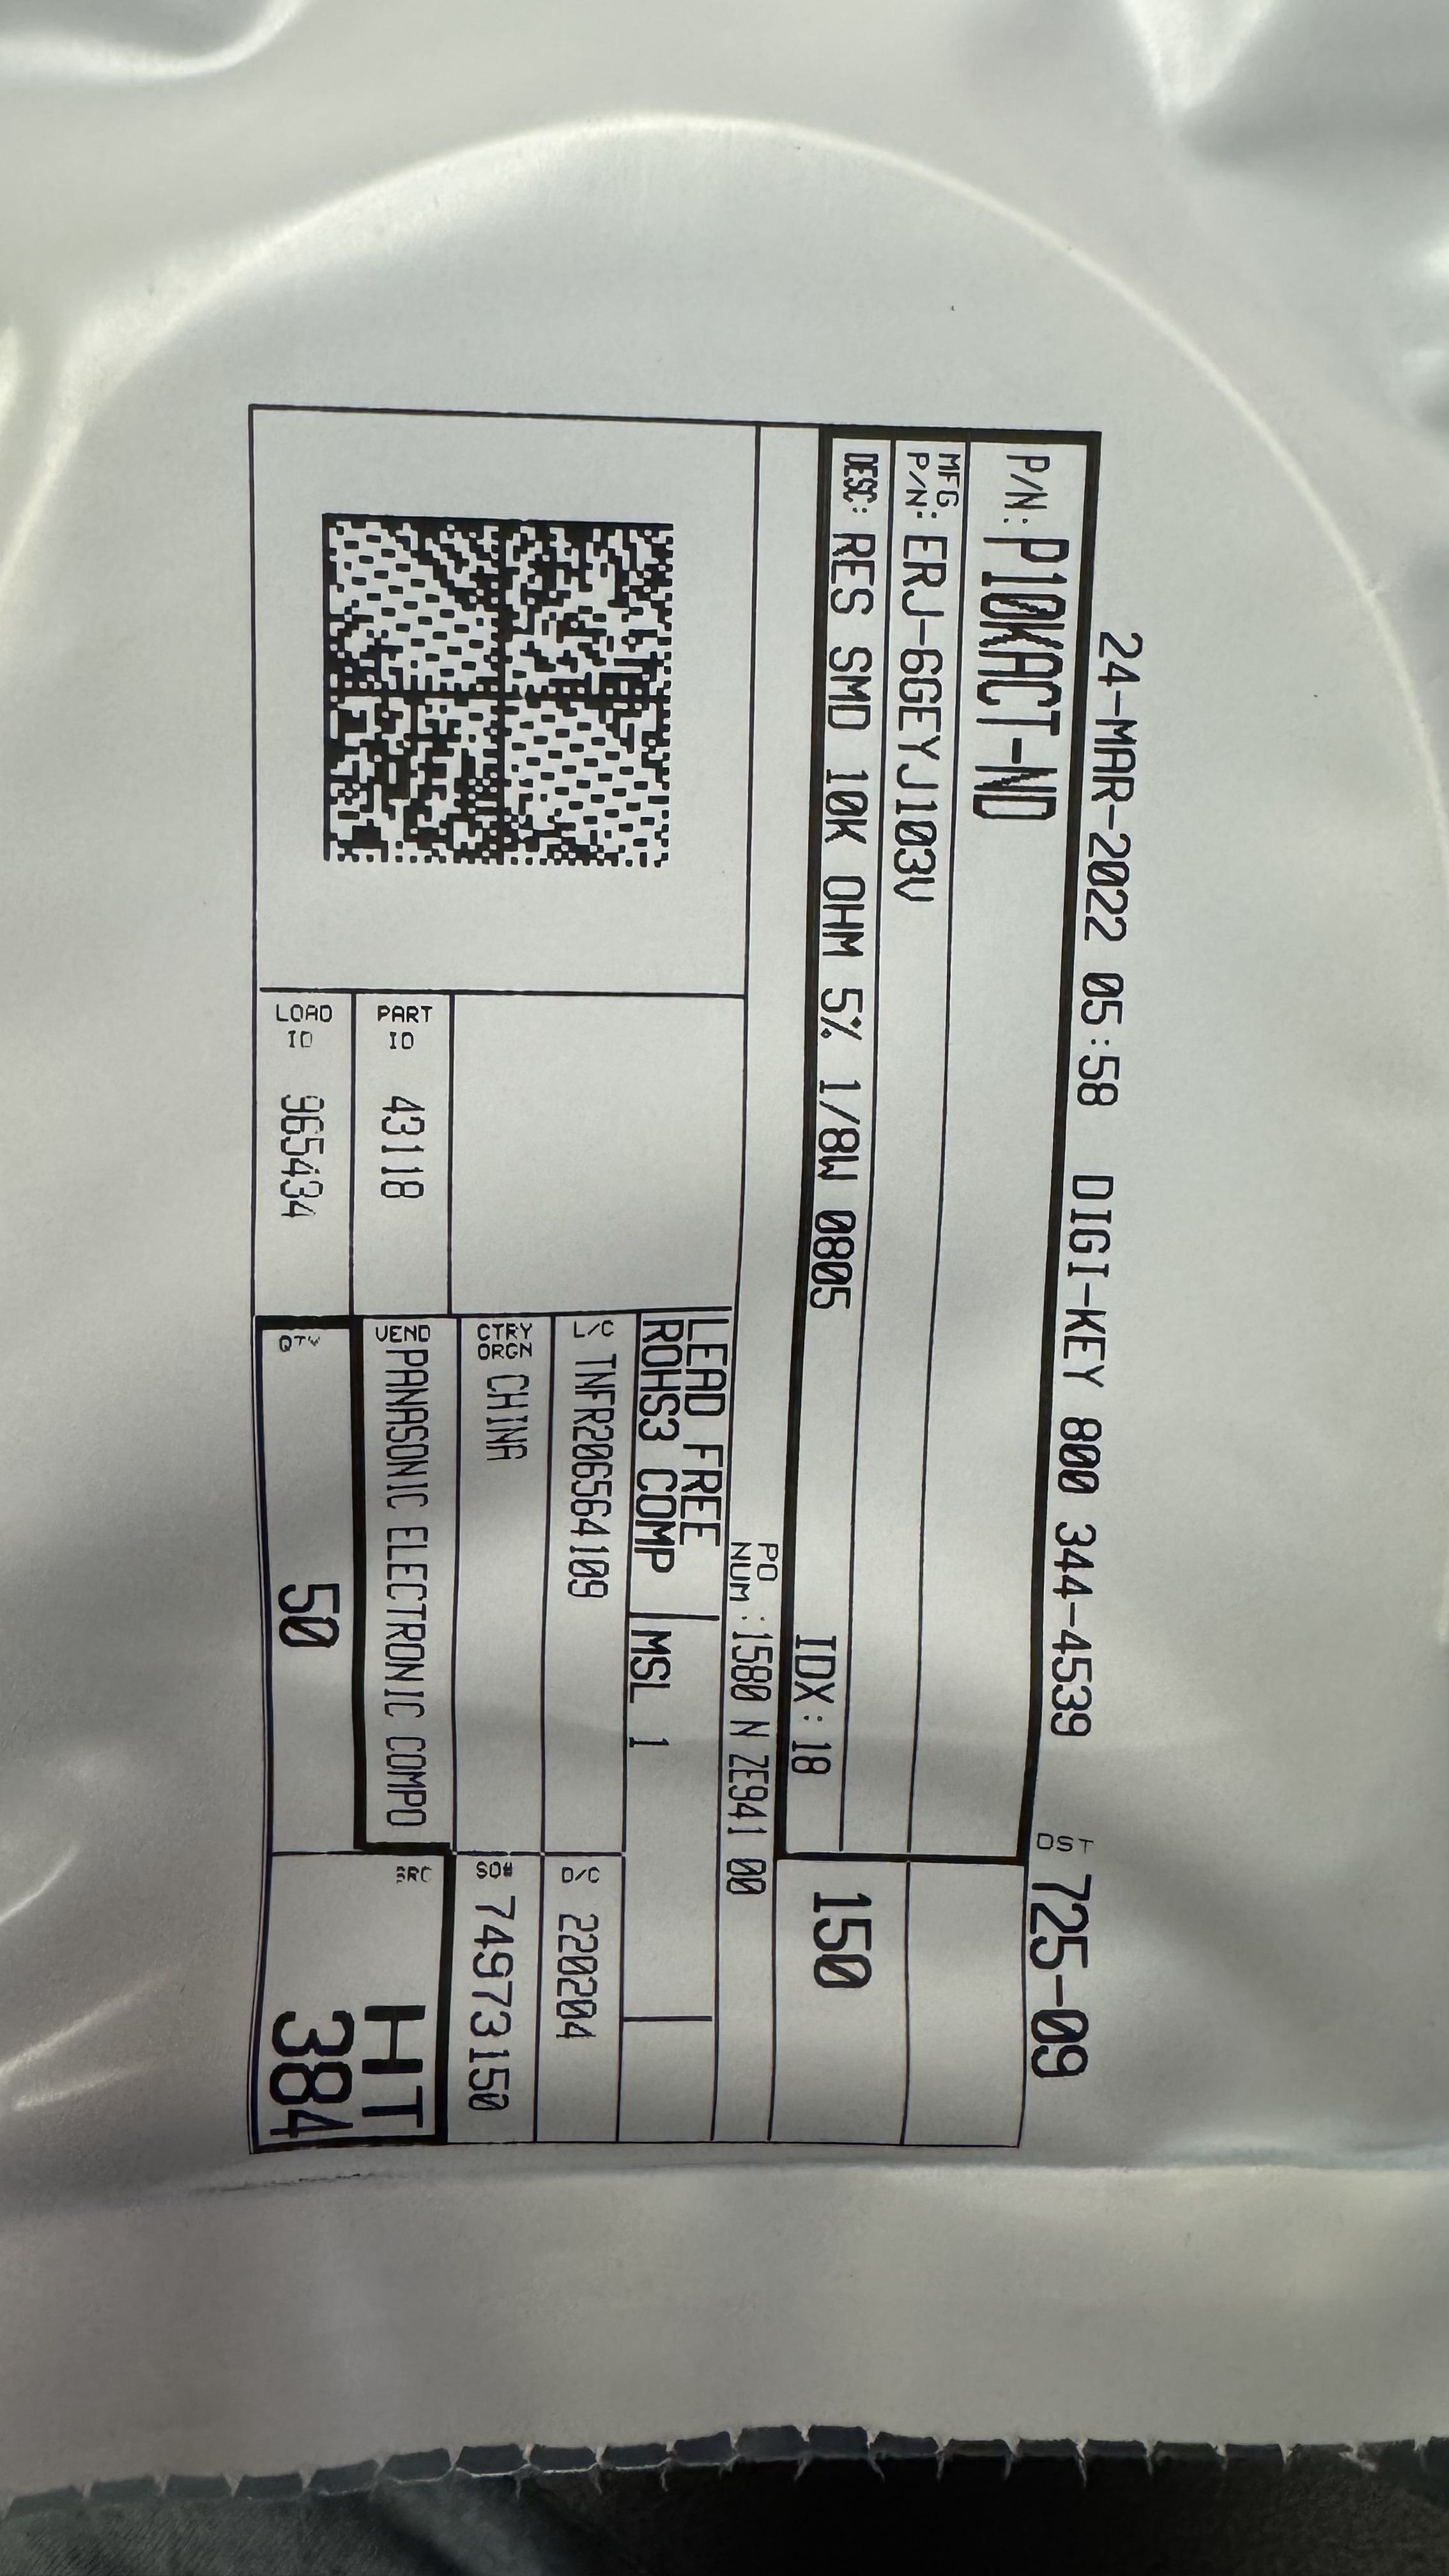 24-MAR-2022 05:58 DIGI-KEY 800 344-4539 DST 725-09
P/N: P10KACT-ND
MFG P/N: ERJ-6GEYJ103V
DESC: RES SMD 10K OHM 5% 1/8W 0805
IDX: 18 150
PO NUM: 1580 N ZE941 00
LEAD FREE
ROHS3 COMP MSL 1
L/C TNFR206564109 D/C 220204
CTRY ORGN CHINA SO# 74973150
PART ID 43118 VEND PANASONIC ELECTRONIC COMPO
LOAD ID 965434 QTY 50
SRC HT
384